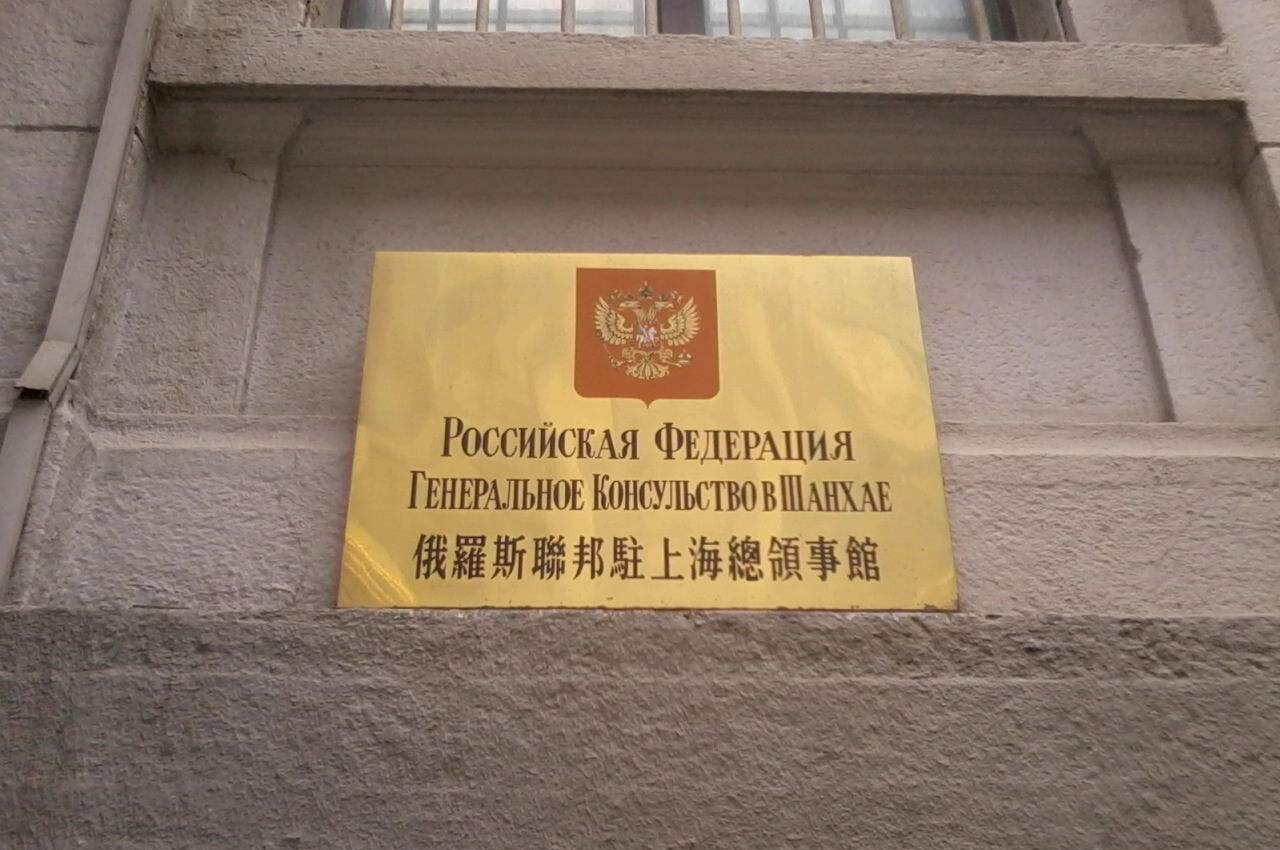 Российская Федерация
Генеральное Консульство в Шанхае
俄羅斯聯邦駐上海總領事館